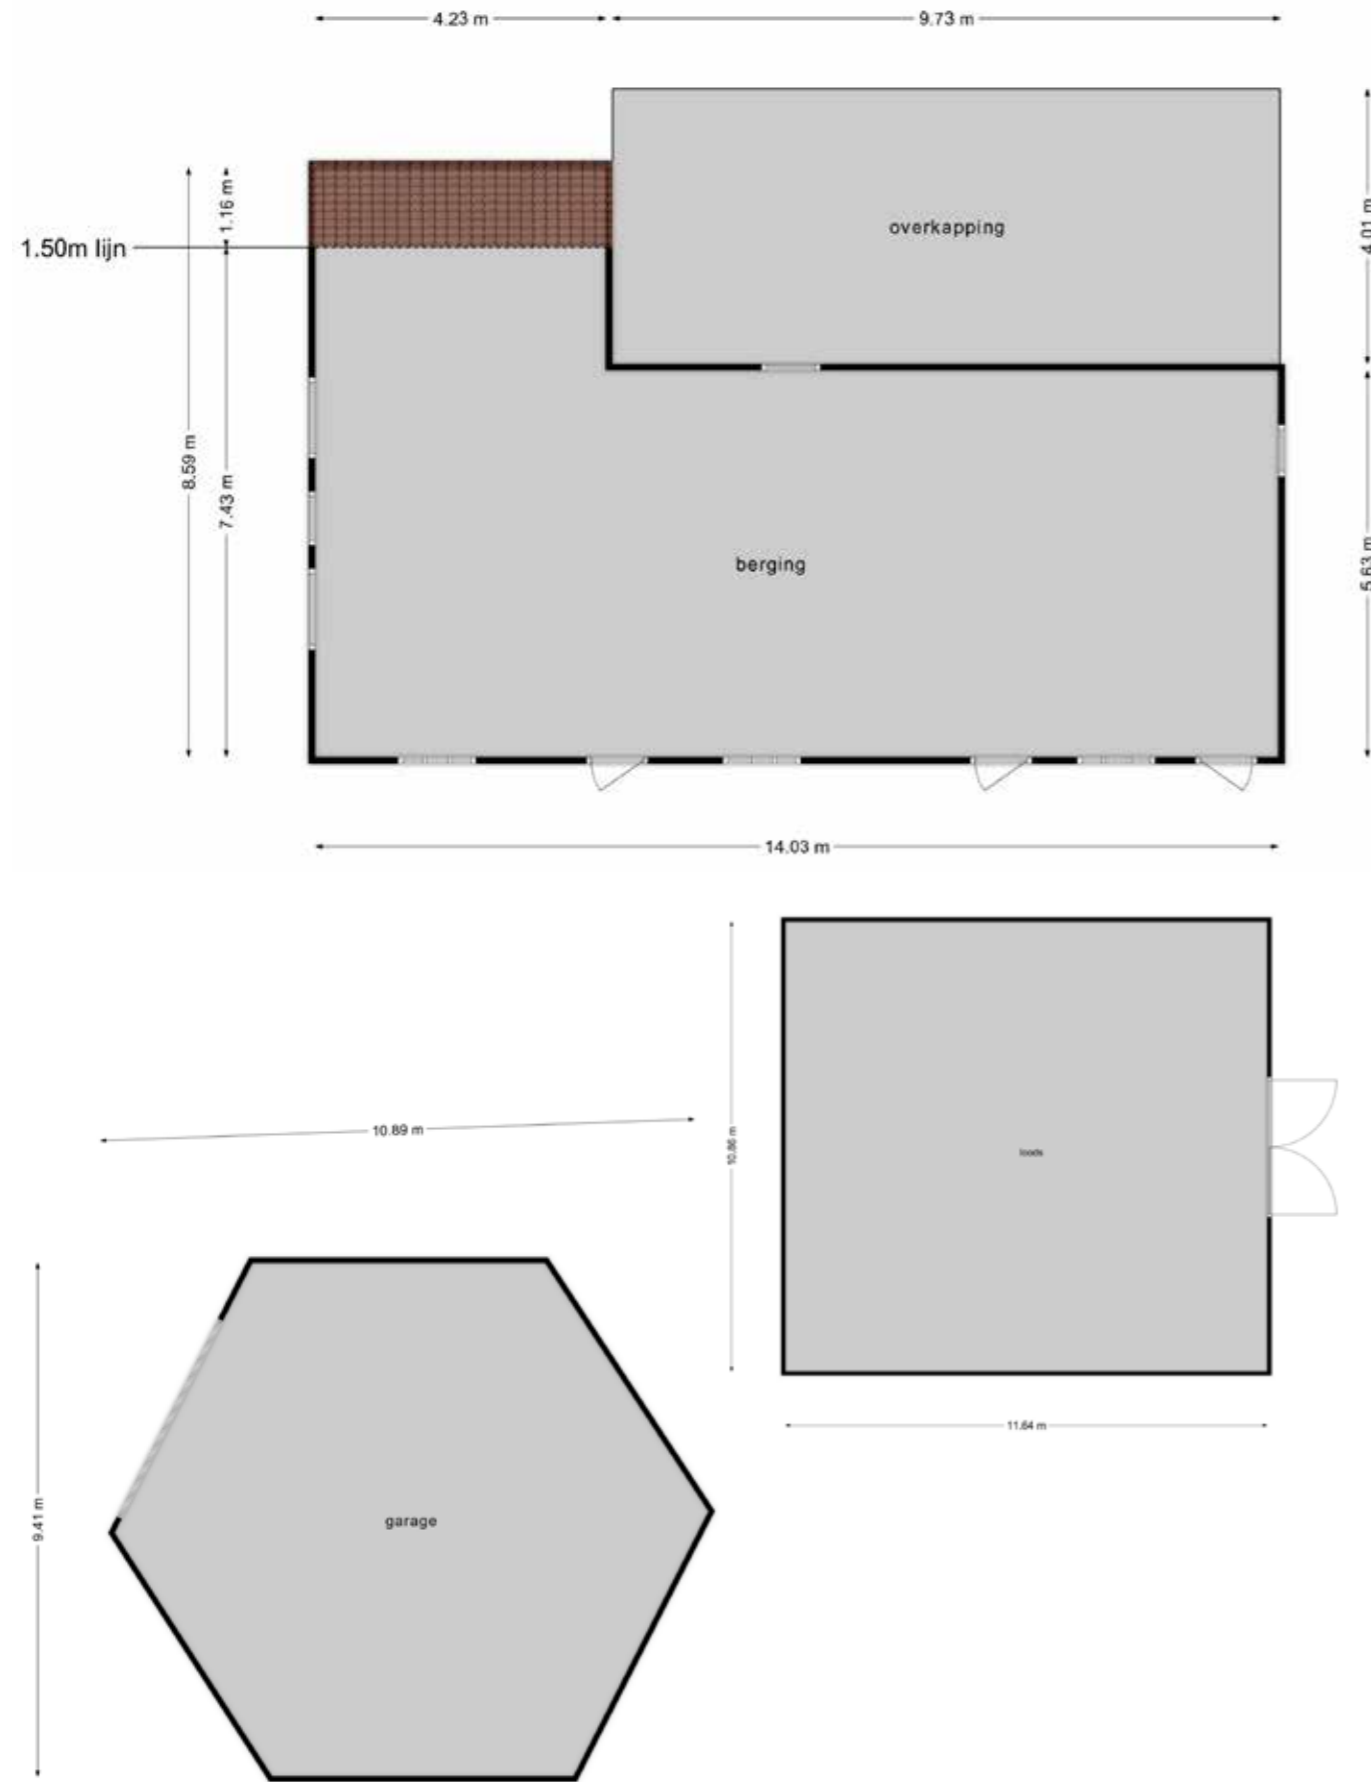 4.23 m
9.73 m
1.16 m
1.50m lijn
overkapping
4.01 m
8.59 m
7.43 m
berging
5.63 m
14.03 m
10.89 m
10.86 m
loods
11.64 m
9.41 m
garage